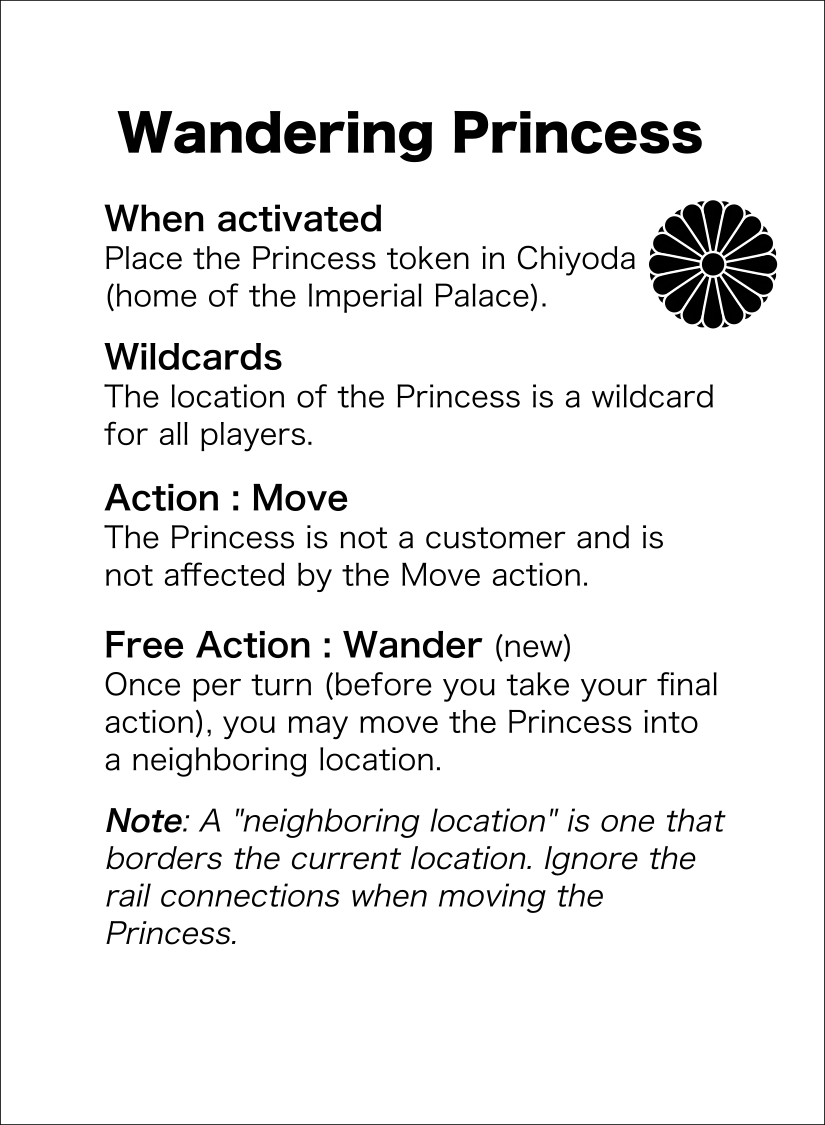 Wandering Princess
When activated
Place the Princess token in Chiyoda
(home of the Imperial Palace).
Wildcards
The location of the Princess is a wildcard
for all players.
Action : Move
The Princess is not a customer and is
not affected by the Move action.
Free Action : Wander (new)
Once per turn (before you take your final
action), you may move the Princess into
a neighboring location.
Note: A "neighboring location" is one that
borders the current location. Ignore the
rail connections when moving the
Princess.